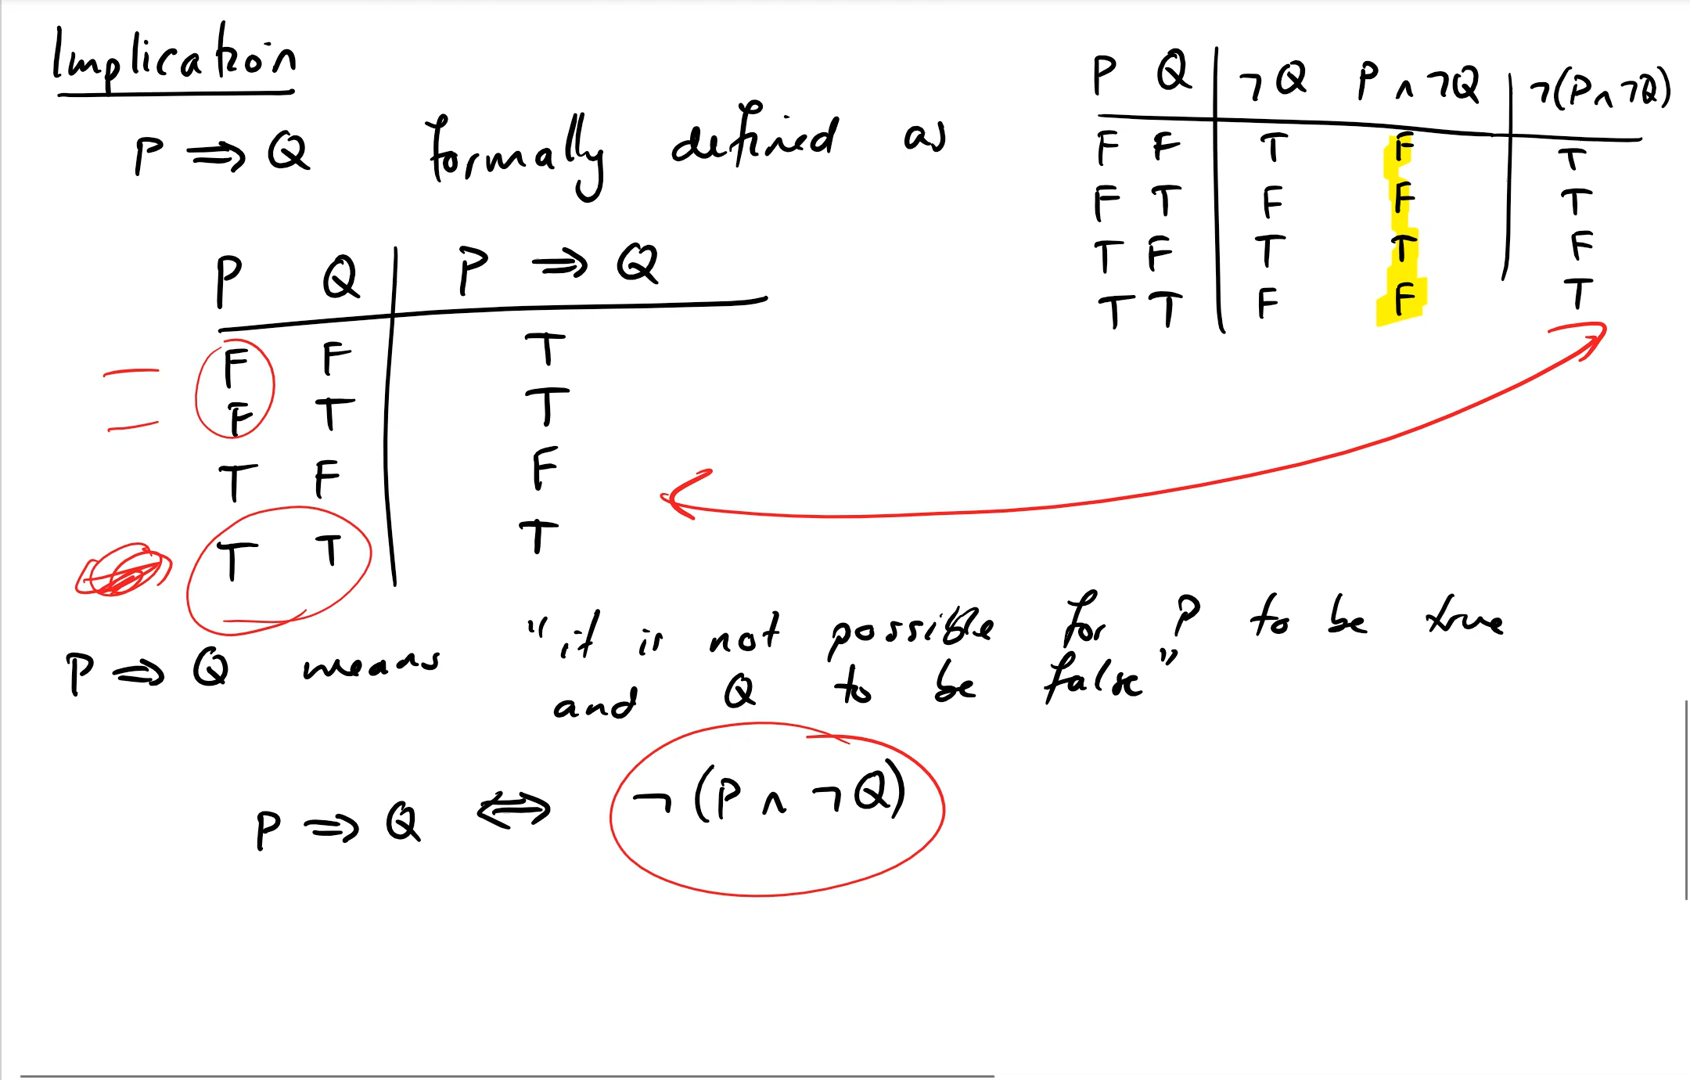 Implication
P ⇒ Q formally defined as
P Q P ⇒ Q
F F T
F T T
T F F
T T T
P Q ¬Q P ∧ ¬Q ¬(P ∧ ¬Q)
F F T F T
F T F F T
T F T T F
T T F F T
P ⇒ Q means "it is not possible for P to be true
and Q to be false"
P ⇒ Q ⇔ ¬(P ∧ ¬Q)